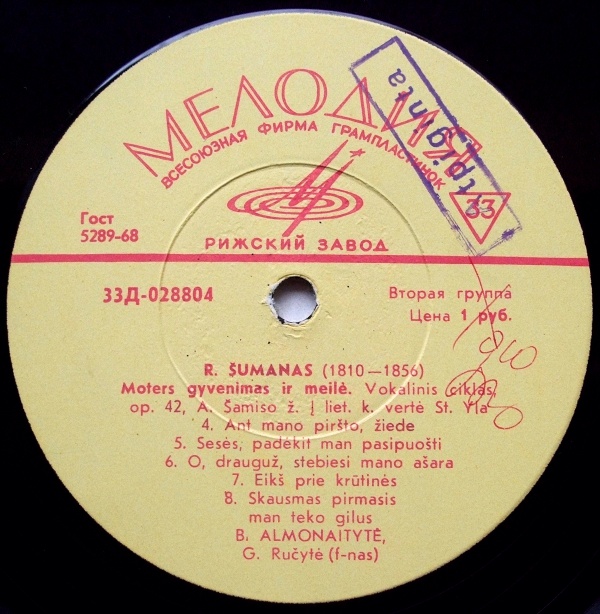 МЕЛОДИЯ
ВСЕСОЮЗНАЯ ФИРМА ГРАМПЛАСТИНОК
Atpiginta
33
Гост
5289-68
РИЖСКИЙ ЗАВОД
33Д-028804
Вторая группа
Цена 1 руб.
R. ŠUMANAS (1810—1856)
Moters gyvenimas ir meilė. Vokalinis ciklas,
op. 42, A. Šamiso ž. Į liet. k. vertė St. Yla
4. Ant mano piršto, žiede
5. Sesės, padėkit man pasipuošti
6. O, drauguž, stebiesi mano ašara
7. Eikš prie krūtinės
8. Skausmas pirmasis
man teko gilus
B. ALMONAITYTĖ,
G. Ručytė (f-nas)